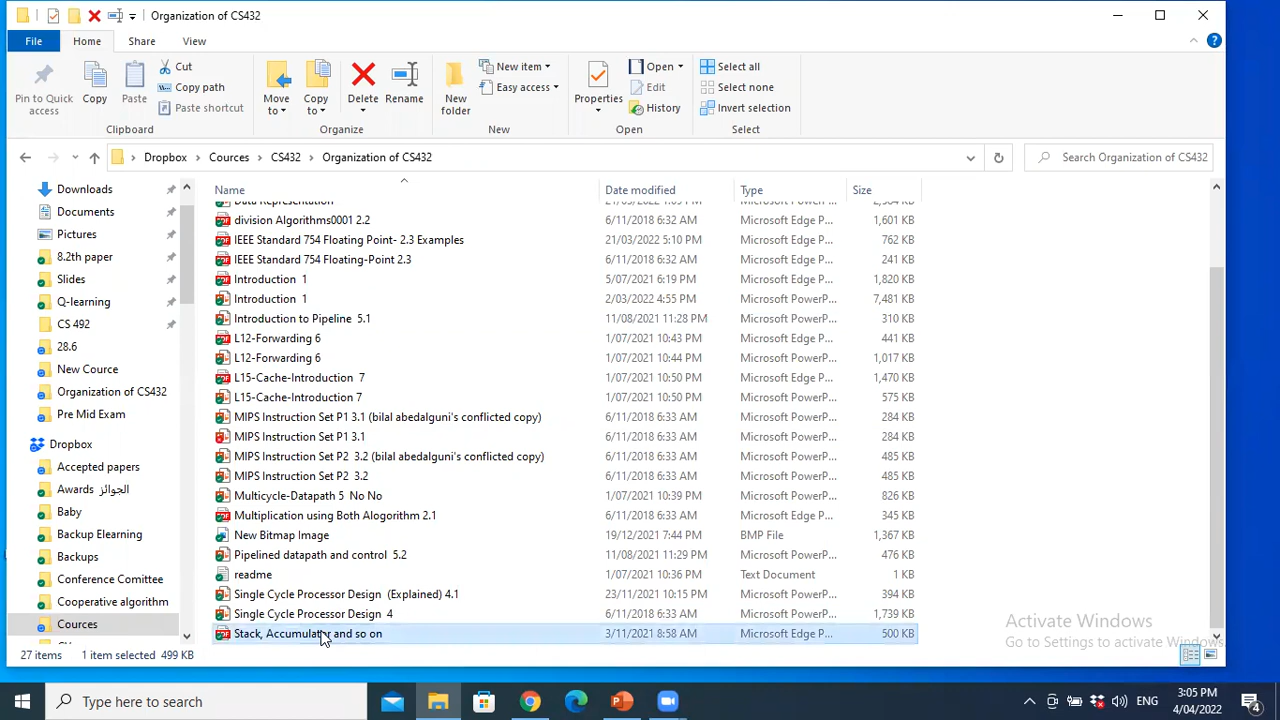 Organization of CS432
File Home Share View
Pin to Quick access
Copy
Paste
Cut
Copy path
Paste shortcut
Move to
Copy to
Delete
Rename
New folder
New item
Easy access
Properties
Open
Edit
History
Select all
Select none
Invert selection
Clipboard Organize New Open Select
Dropbox Cources CS432 Organization of CS432
Search Organization of CS432
Downloads
Documents
Pictures
8.2th paper
Slides
Q-learning
CS 492
28.6
New Cource
Organization of CS432
Pre Mid Exam
Dropbox
Accepted papers
Awards الجوائز
Baby
Backup Elearning
Backups
Conference Comittee
Cooperative algorithm
Cources
Name Date modified Type Size
division Algorithms0001 2.2 6/11/2018 6:32 AM Microsoft Edge P... 1,601 KB
IEEE Standard 754 Floating Point- 2.3 Examples 21/03/2022 5:10 PM Microsoft Edge P... 762 KB
IEEE Standard 754 Floating-Point 2.3 6/11/2018 6:32 AM Microsoft Edge P... 241 KB
Introduction 1 5/07/2021 6:19 PM Microsoft Edge P... 1,820 KB
Introduction 1 2/03/2022 4:55 PM Microsoft PowerP... 7,481 KB
Introduction to Pipeline 5.1 11/08/2021 11:28 PM Microsoft PowerP... 310 KB
L12-Forwarding 6 1/07/2021 10:43 PM Microsoft Edge P... 441 KB
L12-Forwarding 6 1/07/2021 10:44 PM Microsoft PowerP... 1,017 KB
L15-Cache-Introduction 7 1/07/2021 10:50 PM Microsoft Edge P... 1,470 KB
L15-Cache-Introduction 7 1/07/2021 10:50 PM Microsoft PowerP... 575 KB
MIPS Instruction Set P1 3.1 (bilal abedalguni's conflicted copy) 6/11/2018 6:33 AM Microsoft PowerP... 284 KB
MIPS Instruction Set P1 3.1 6/11/2018 6:33 AM Microsoft PowerP... 284 KB
MIPS Instruction Set P2 3.2 (bilal abedalguni's conflicted copy) 6/11/2018 6:33 AM Microsoft PowerP... 485 KB
MIPS Instruction Set P2 3.2 6/11/2018 6:33 AM Microsoft PowerP... 485 KB
Multicycle-Datapath 5 No No 1/07/2021 10:39 PM Microsoft PowerP... 826 KB
Multiplication using Both Alogorithm 2.1 6/11/2018 6:33 AM Microsoft Edge P... 345 KB
New Bitmap Image 19/12/2021 7:44 PM BMP File 1,367 KB
Pipelined datapath and control 5.2 11/08/2021 11:29 PM Microsoft PowerP... 476 KB
readme 1/07/2021 10:36 PM Text Document 1 KB
Single Cycle Processor Design (Explained) 4.1 23/11/2021 10:15 PM Microsoft PowerP... 394 KB
Single Cycle Processor Design 4 6/11/2018 6:33 AM Microsoft PowerP... 1,739 KB
Stack, Accumulator and so on 3/11/2021 8:58 AM Microsoft Edge P... 500 KB
Activate Windows
Go to Settings to activate Windows.
27 items 1 item selected 499 KB
Type here to search
ENG
3:05 PM
4/04/2022
4